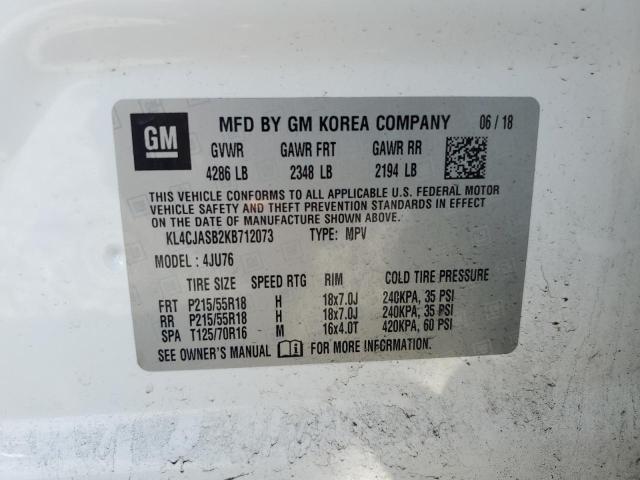 GM MFD BY GM KOREA COMPANY 06 / 18
GVWR GAWR FRT GAWR RR
4286 LB 2348 LB 2194 LB
THIS VEHICLE CONFORMS TO ALL APPLICABLE U.S. FEDERAL MOTOR
VEHICLE SAFETY AND THEFT PREVENTION STANDARDS IN EFFECT ON
THE DATE OF MANUFACTURE SHOWN ABOVE.
KL4CJASB2KB712073 TYPE: MPV
MODEL: 4JU76
TIRE SIZE SPEED RTG RIM COLD TIRE PRESSURE
FRT P215/55R18 H 18x7.0J 240KPA, 35 PSI
RR P215/55R18 H 18x7.0J 240KPA, 35 PSI
SPA T125/70R16 M 16x4.0T 420KPA, 60 PSI
SEE OWNER'S MANUAL FOR MORE INFORMATION.